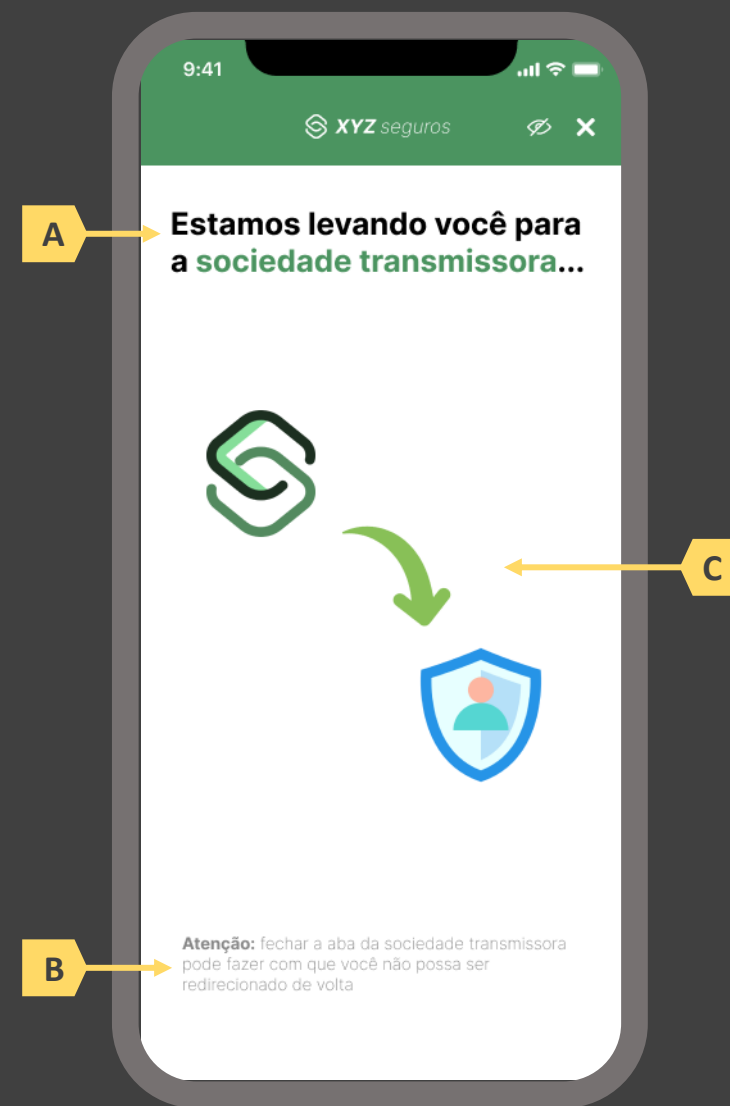 9:41
XYZ seguros
A
Estamos levando você para
a sociedade transmissora...
C
B
Atenção: fechar a aba da sociedade transmissora
pode fazer com que você não possa ser
redirecionado de volta